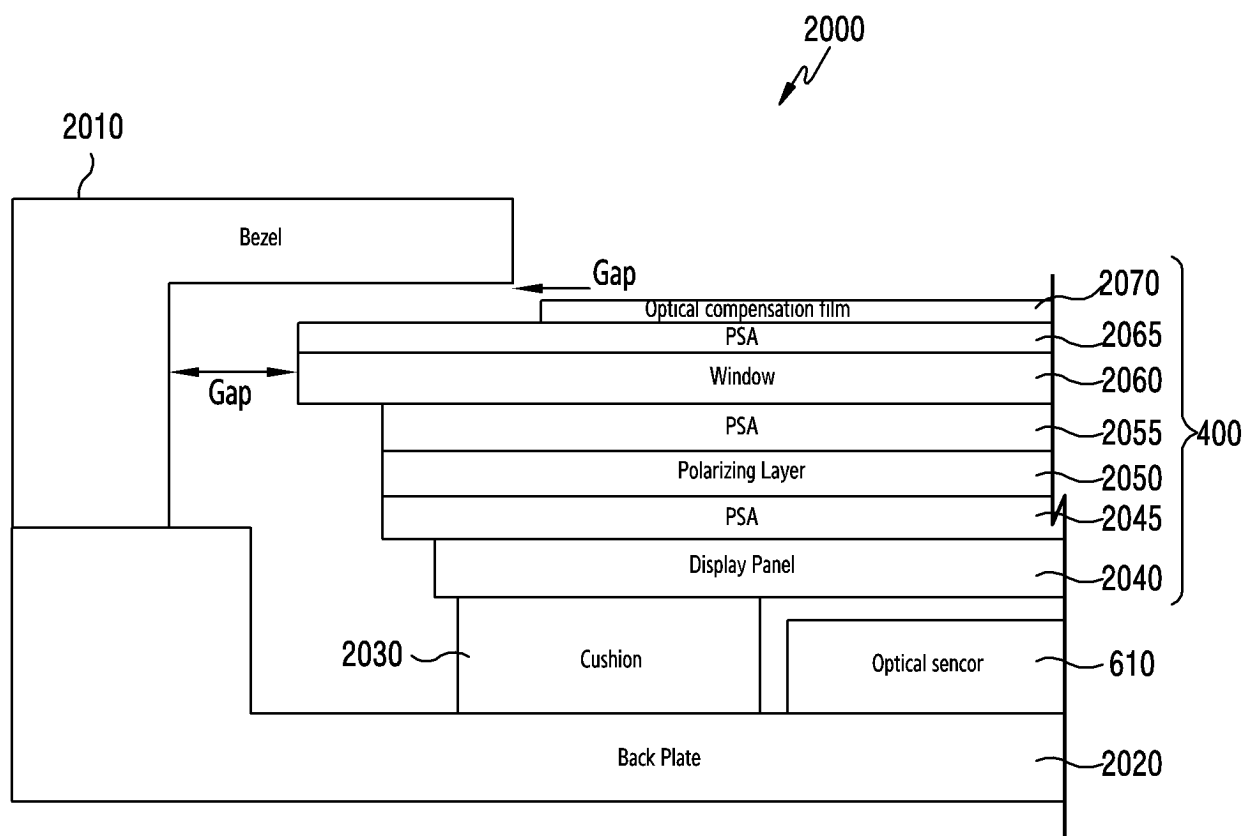 2000
2010
Bezel
Gap
Optical compensation film
2070
PSA
2065
Gap
Window
2060
PSA
2055
400
Polarizing Layer
2050
PSA
2045
Display Panel
2040
2030
Cushion
Optical sencor
610
Back Plate
2020